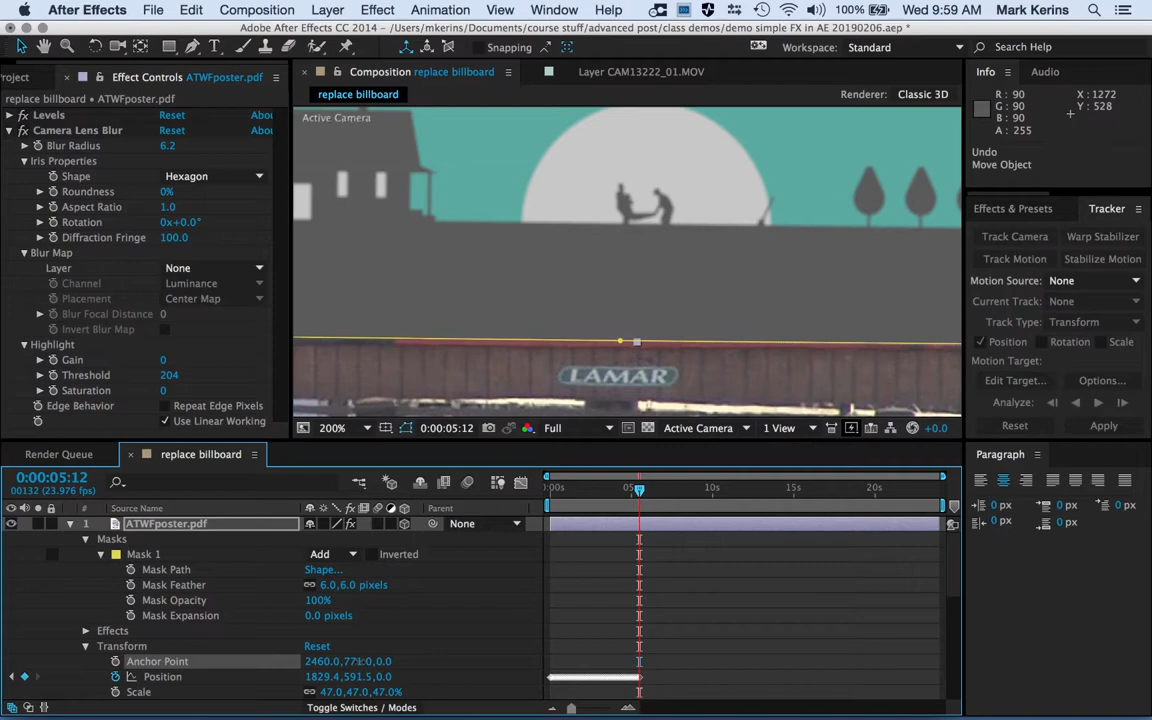 After Effects File Edit Composition Layer Effect Animation View Window Help 100% Wed 9:59 AM Mark Kerins
Adobe After Effects CC 2014 - /Users/mkerins/Documents/course stuff/advanced post/class demos/demo simple FX in AE 20190206.aep *
Snapping Workspace: Standard Search Help
roject Effect Controls ATWFposter.pdf
replace billboard • ATWFposter.pdf
fx Levels Reset Abou
fx Camera Lens Blur Reset Abou
Blur Radius 6.2
Iris Properties
Shape Hexagon
Roundness 0%
Aspect Ratio 1.0
Rotation 0x+0.0°
Diffraction Fringe 100.0
Blur Map
Layer None
Channel Luminance
Placement Center Map
Blur Focal Distance 0
Invert Blur Map
Highlight
Gain 0
Threshold 204
Saturation 0
Edge Behavior Repeat Edge Pixels
Use Linear Working
Composition replace billboard Layer CAM13222_01.MOV
replace billboard Renderer: Classic 3D
Active Camera
LAMAR
200% 0:00:05:12 Full Active Camera 1 View +0.0
Info Audio
R: 90 X: 1272
G: 90 Y: 528
B: 90
A: 255
Undo
Move Object
Effects & Presets Tracker
Track Camera Warp Stabilizer
Track Motion Stabilize Motion
Motion Source: None
Current Track: None
Track Type: Transform
Position Rotation Scale
Motion Target:
Edit Target... Options...
Analyze:
Reset Apply
Render Queue replace billboard
0:00:05:12
00132 (23.976 fps)
:00s 05s 10s 15s 20s
# Source Name Parent
1 ATWFposter.pdf None
Masks
Mask 1 Add Inverted
Mask Path Shape...
Mask Feather 6.0,6.0 pixels
Mask Opacity 100%
Mask Expansion 0.0 pixels
Effects
Transform Reset
Anchor Point 2460.0,771.0,0.0
Position 1829.4,591.5,0.0
Scale 47.0,47.0,47.0%
Toggle Switches / Modes
Paragraph
0 px 0 px 0 px
0 px 0 px